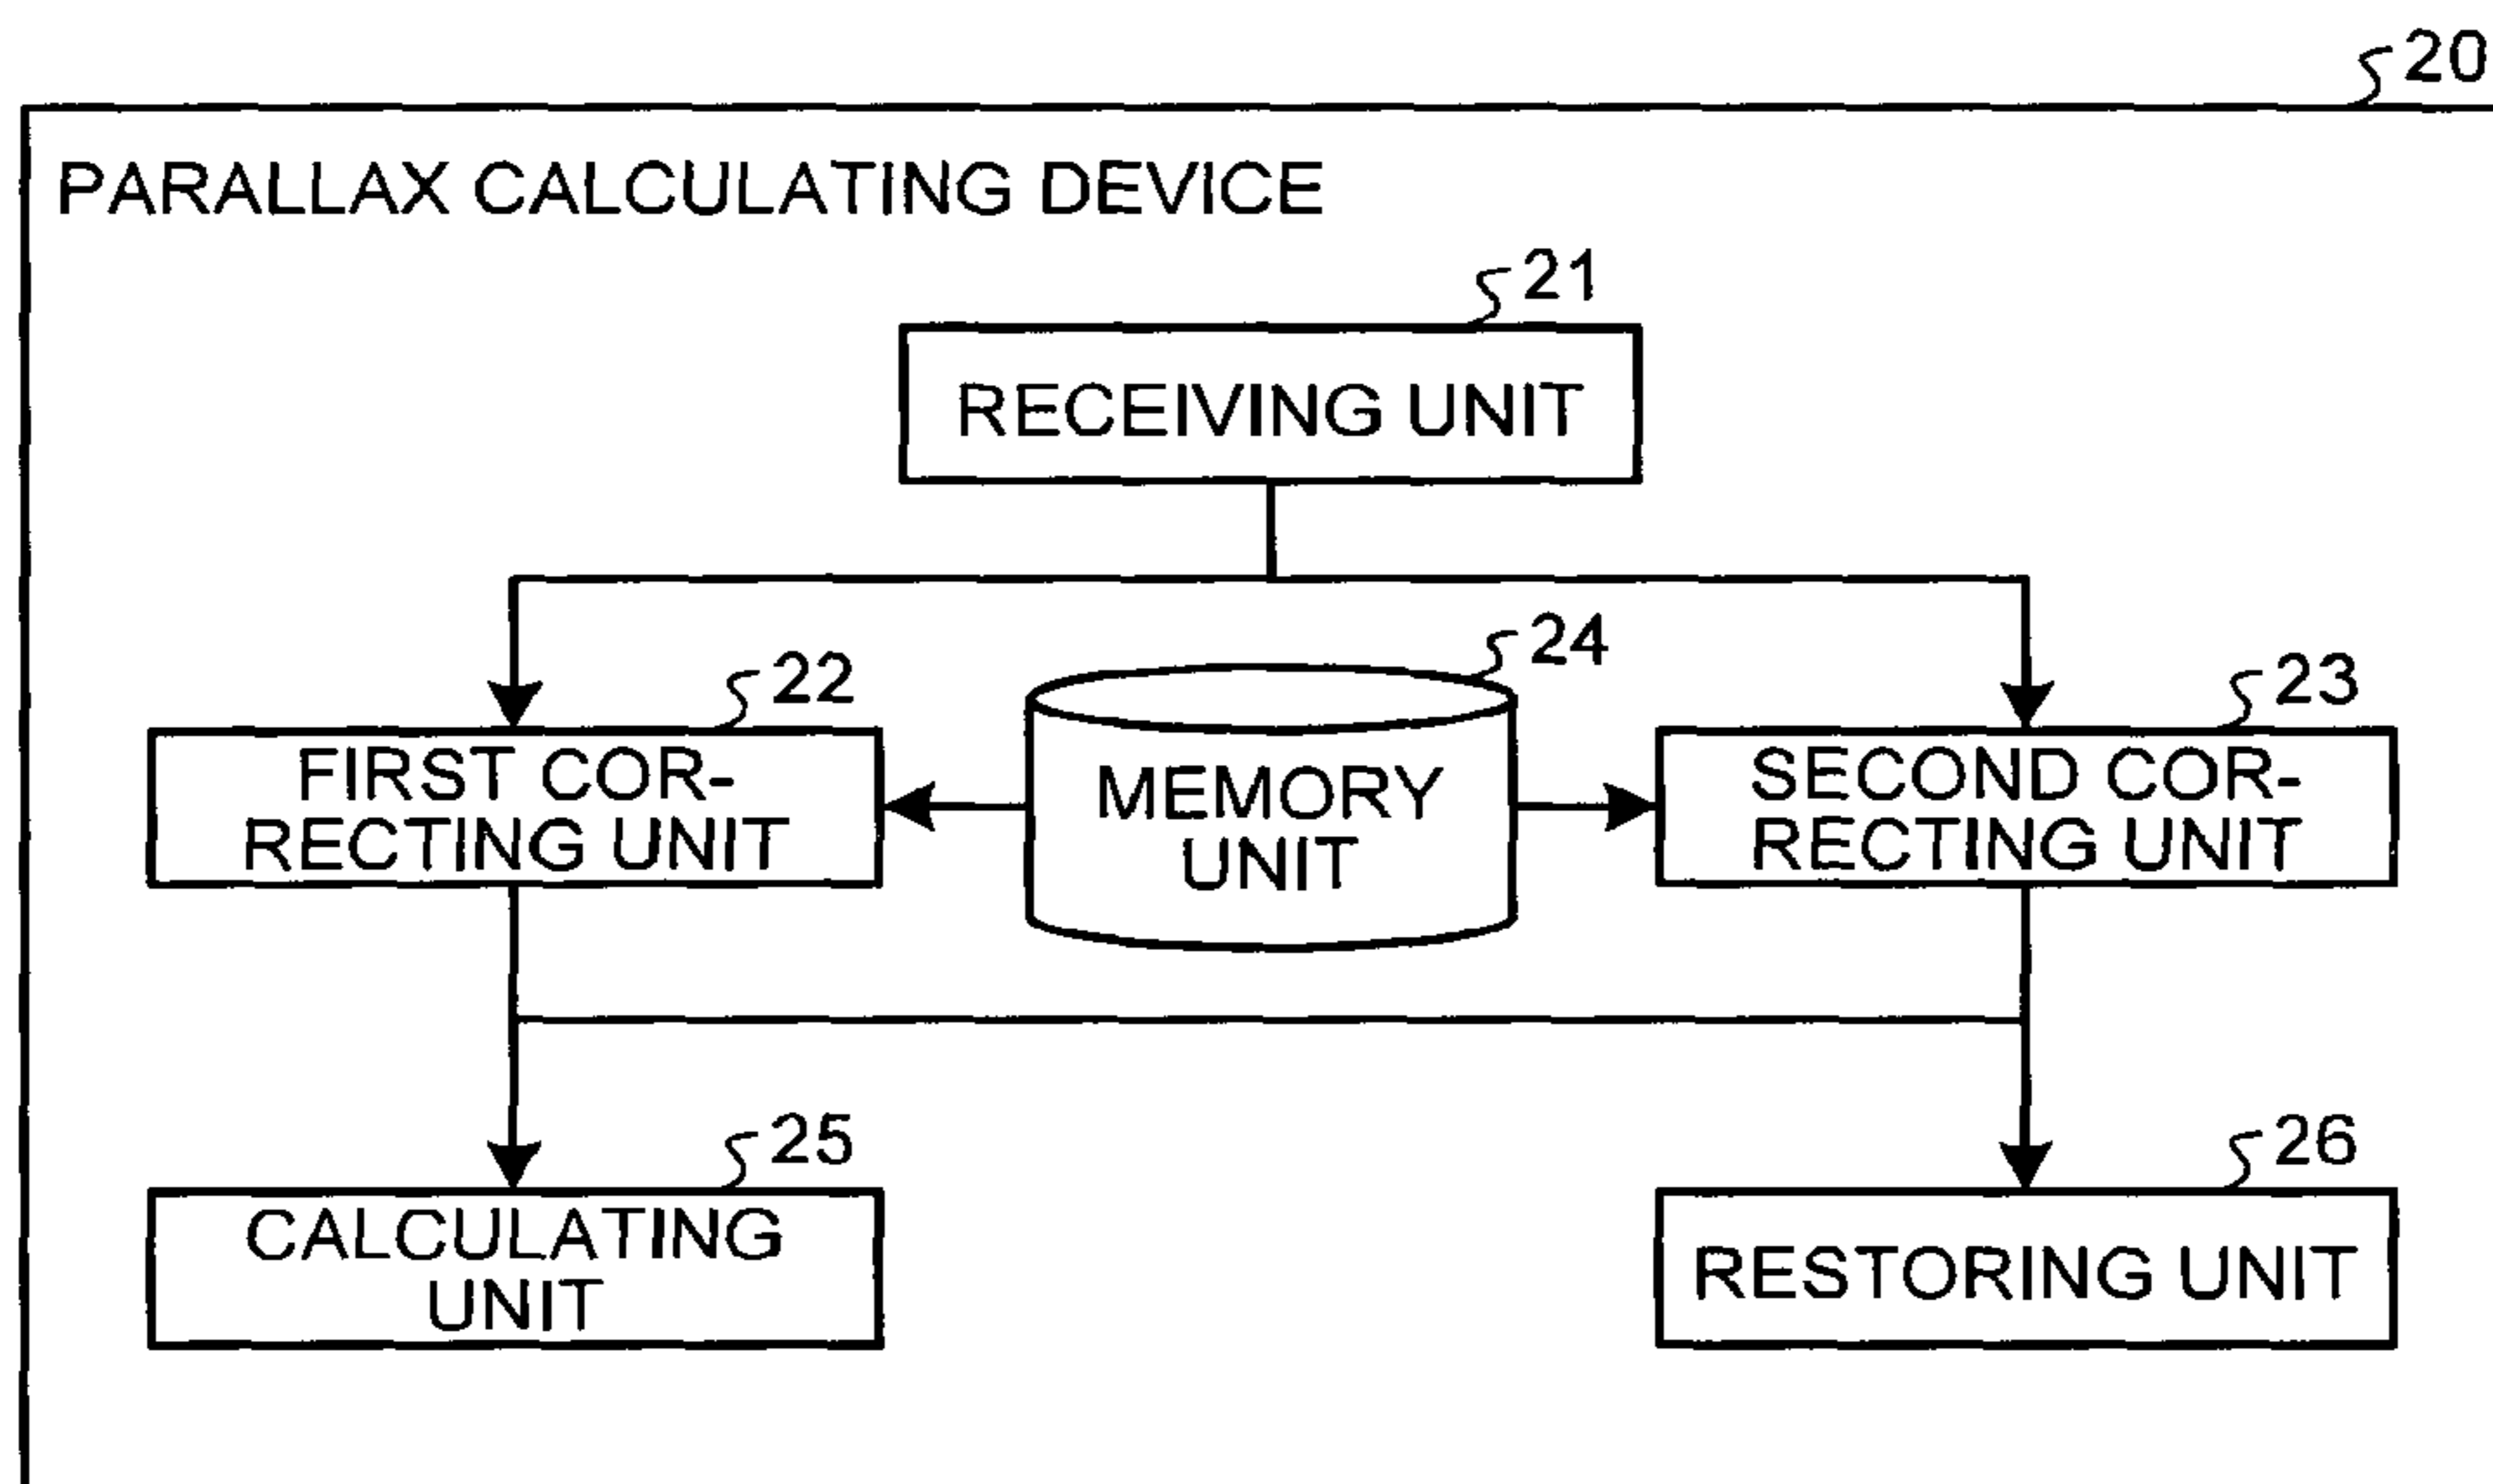 20
PARALLAX CALCULATING DEVICE
21
RECEIVING UNIT
24
22
23
FIRST COR-
RECTING UNIT
MEMORY
UNIT
SECOND COR-
RECTING UNIT
25
26
CALCULATING
UNIT
RESTORING UNIT